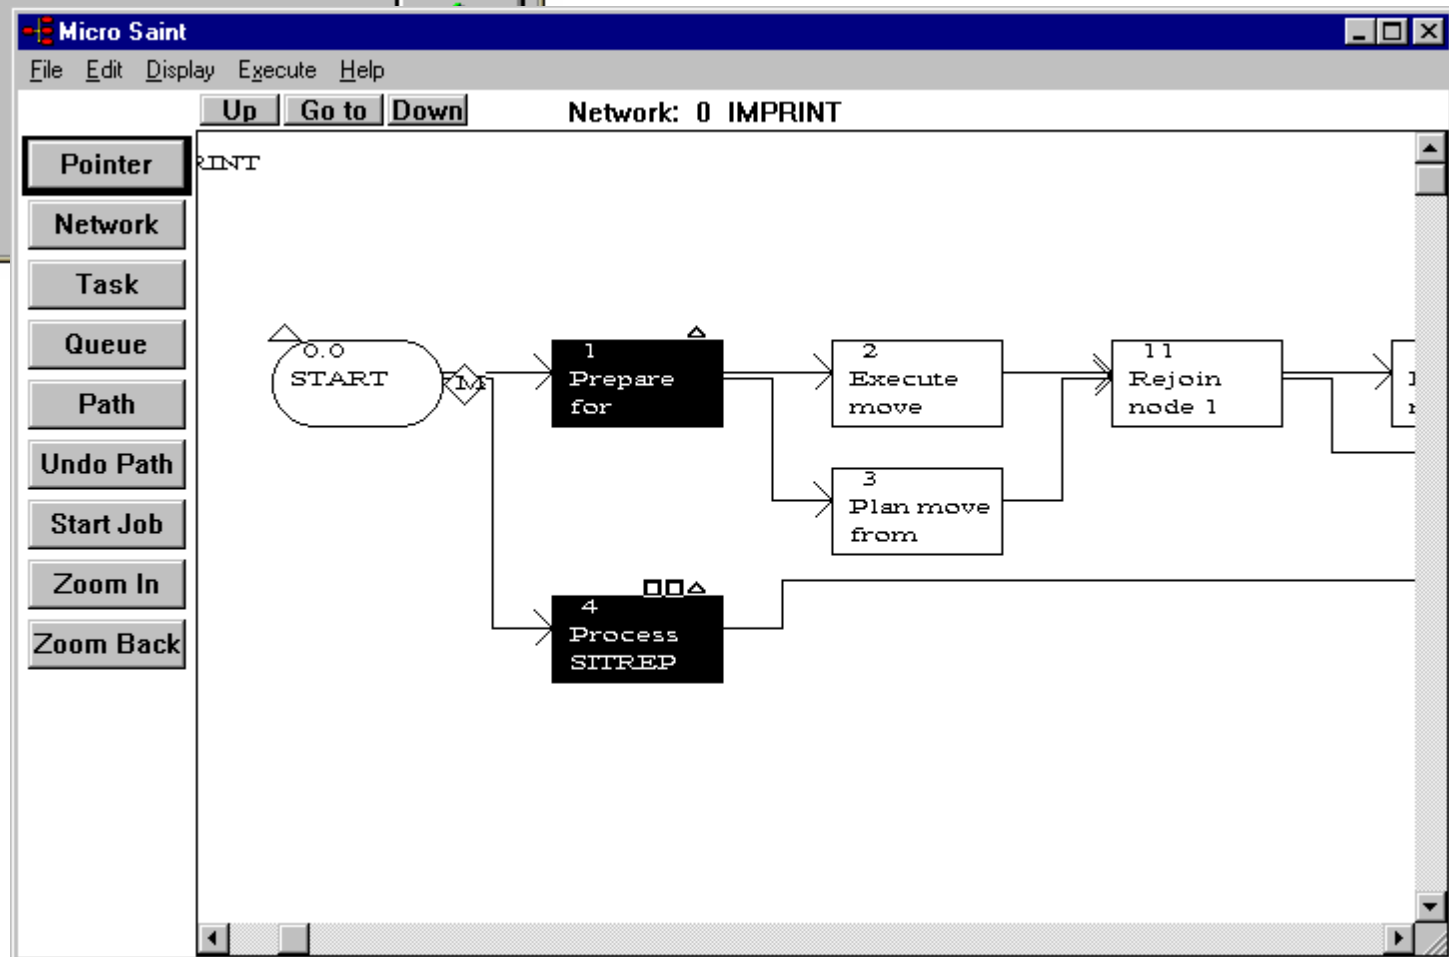 Micro Saint
File Edit Display Execute Help
Up Go to Down Network: 0 IMPRINT
Pointer
Network
Task
Queue
Path
Undo Path
Start Job
Zoom In
Zoom Back
RINT
0.0
START
M
1
Prepare
for
2
Execute
move
11
Rejoin
node 1
3
Plan move
from
4
Process
SITREP